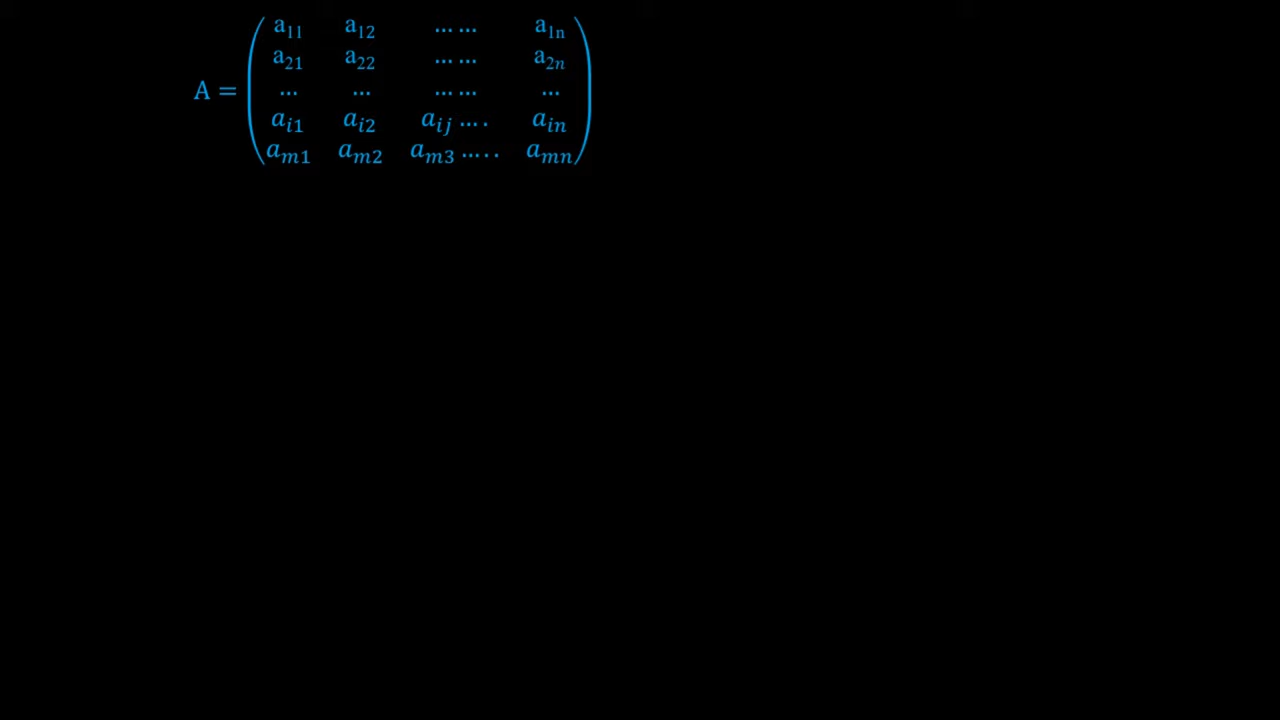 A = ( a₁₁ a₁₂ … … a₁ₙ
a₂₁ a₂₂ … … a₂ₙ
… … … … …
aᵢ₁ aᵢ₂ aᵢⱼ … . aᵢₙ
aₘ₁ aₘ₂ aₘ₃ … . . aₘₙ )